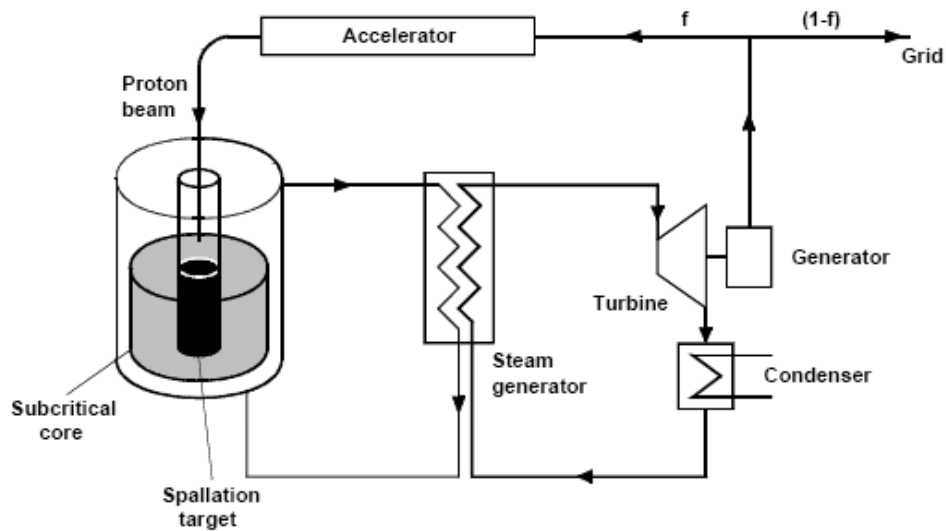 f
(1-f)
Accelerator
Grid
Proton
beam
Generator
Turbine
Steam
generator
Condenser
Subcritical
core
Spallation
target